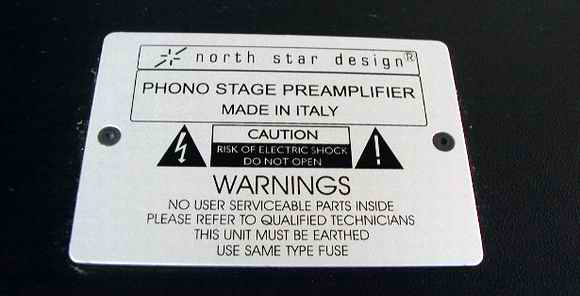 north star design®
PHONO STAGE PREAMPLIFIER
MADE IN ITALY
CAUTION
RISK OF ELECTRIC SHOCK
DO NOT OPEN
!
WARNINGS
NO USER SERVICEABLE PARTS INSIDE
PLEASE REFER TO QUALIFIED TECHNICIANS
THIS UNIT MUST BE EARTHED
USE SAME TYPE FUSE